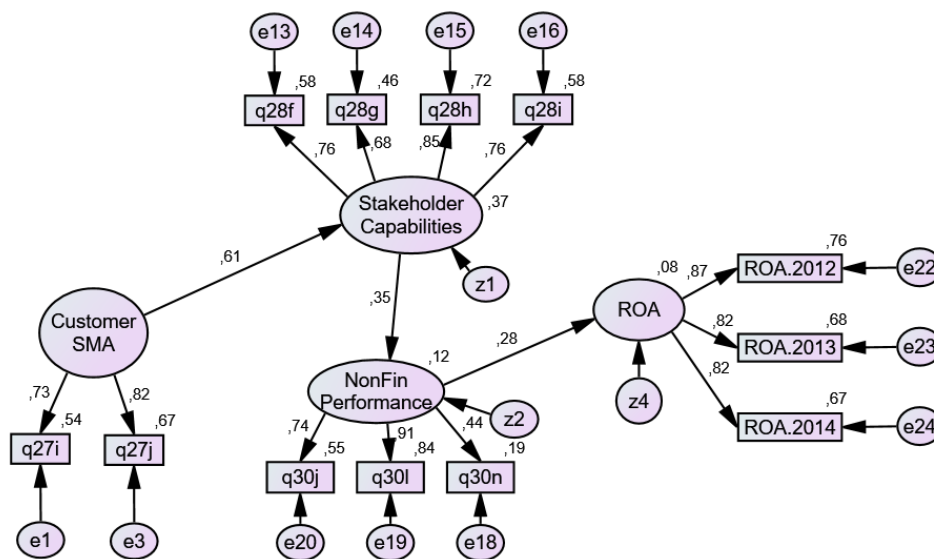 e13
e14
e15
e16
,58
,46
,72
,58
q28f
q28g
q28h
q28i
,76
,68
,85
,76
Stakeholder
Capabilities
,37
,61
z1
,35
Customer
SMA
,73
,82
,54
,67
q27i
q27j
e1
e3
NonFin
Performance
,12
z2
,28
,74
,91
,44
,55
,84
,19
q30j
q30l
q30n
e20
e19
e18
ROA
,08
z4
,87
,82
,82
,76
ROA.2012
e22
,68
ROA.2013
e23
,67
ROA.2014
e24